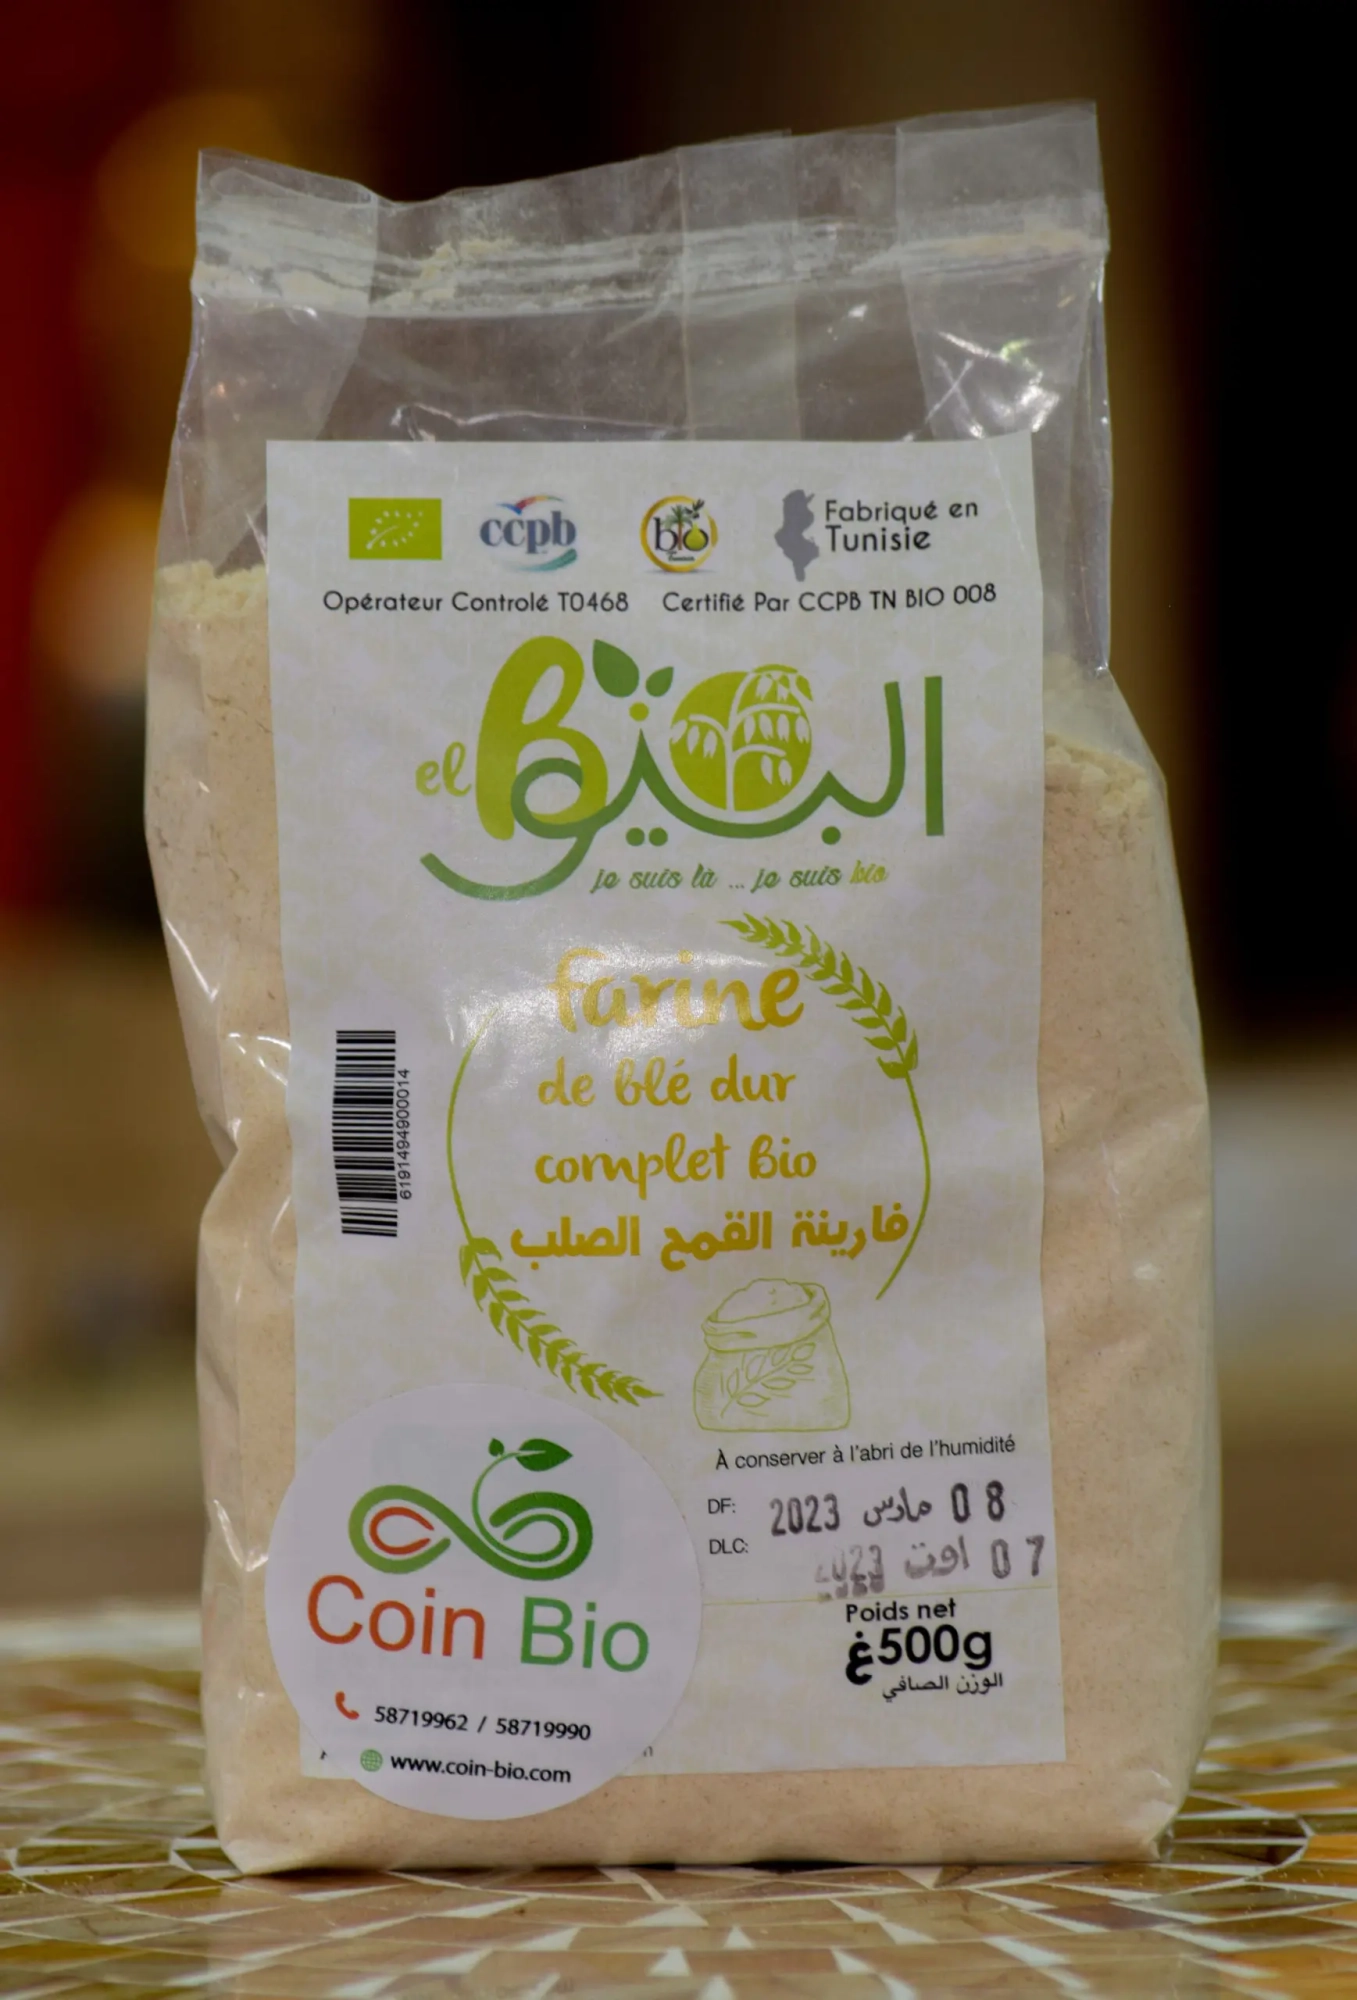 ccpb
bio
Fabriqué en
Tunisie
Opérateur Controlé T0468 Certifié Par CCPB TN BIO 008
el Bio البيو
je suis là ... je suis bio
farine
de blé dur
complet Bio
فارينة القمح الصلب
6191494900014
À conserver à l'abri de l'humidité
DF: 08 مارس 2023
DLC: 07 اوت 2023
Poids net
500g غ
الوزن الصافي
Coin Bio
58719962 / 58719990
www.coin-bio.com